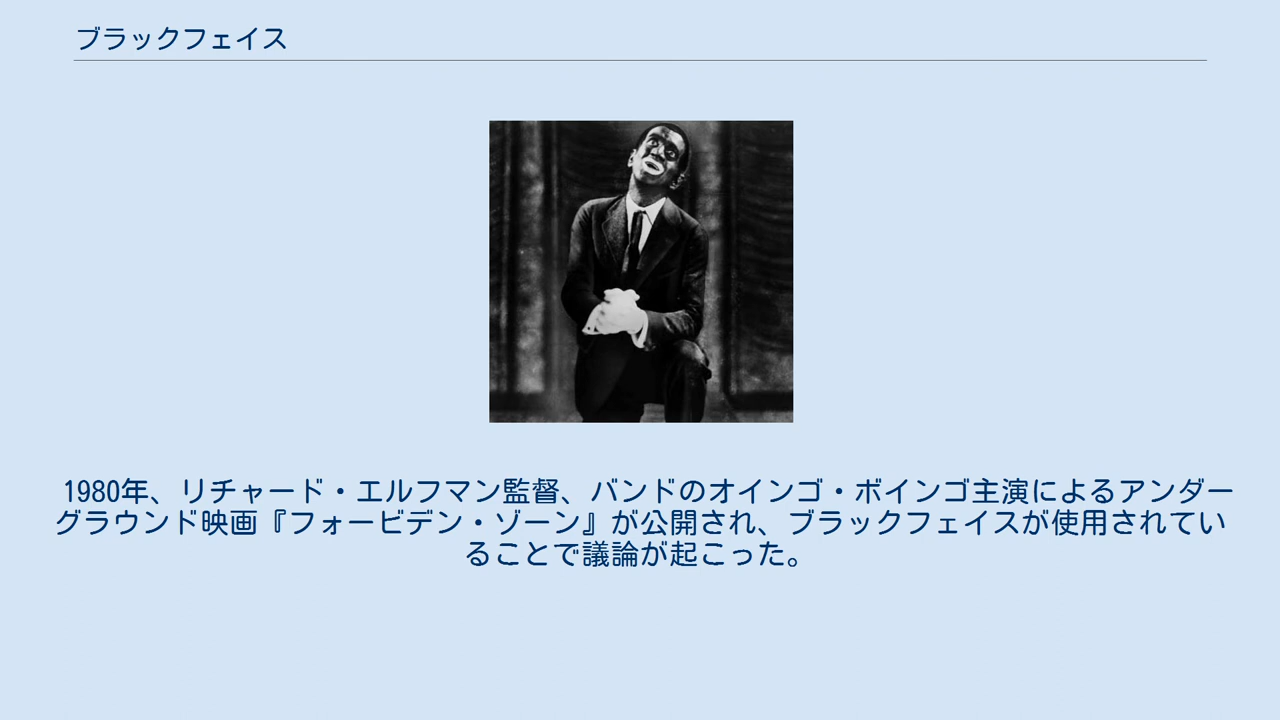 ブラックフェイス
1980年、リチャード・エルフマン監督、バンドのオインゴ・ボインゴ主演によるアンダー
グラウンド映画『フォービデン・ゾーン』が公開され、ブラックフェイスが使用されてい
ることで議論が起こった。